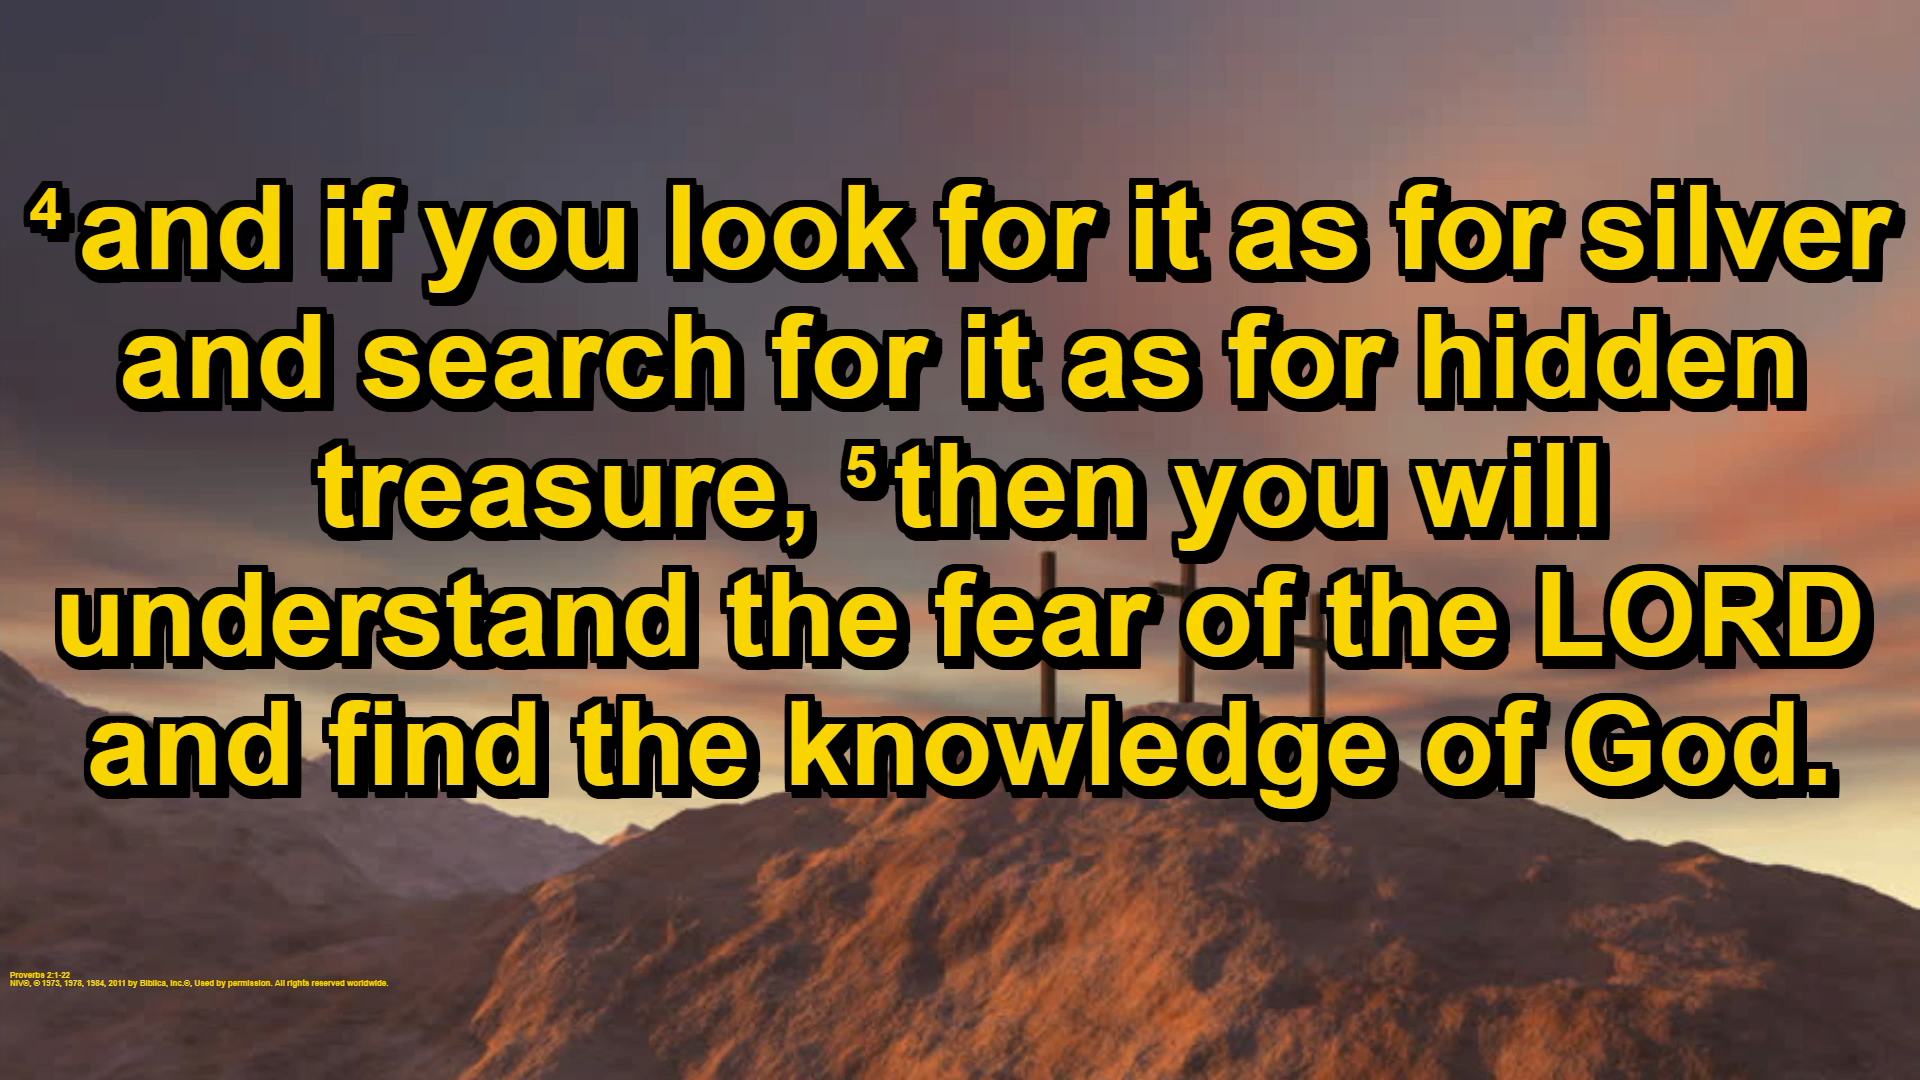 4 and if you look for it as for silver
and search for it as for hidden
treasure, 5 then you will
understand the fear of the LORD
and find the knowledge of God.
Proverbs 2:1-22
NIV®, © 1973, 1978, 1984, 2011 by Biblica, Inc.®, Used by permission. All rights reserved worldwide.